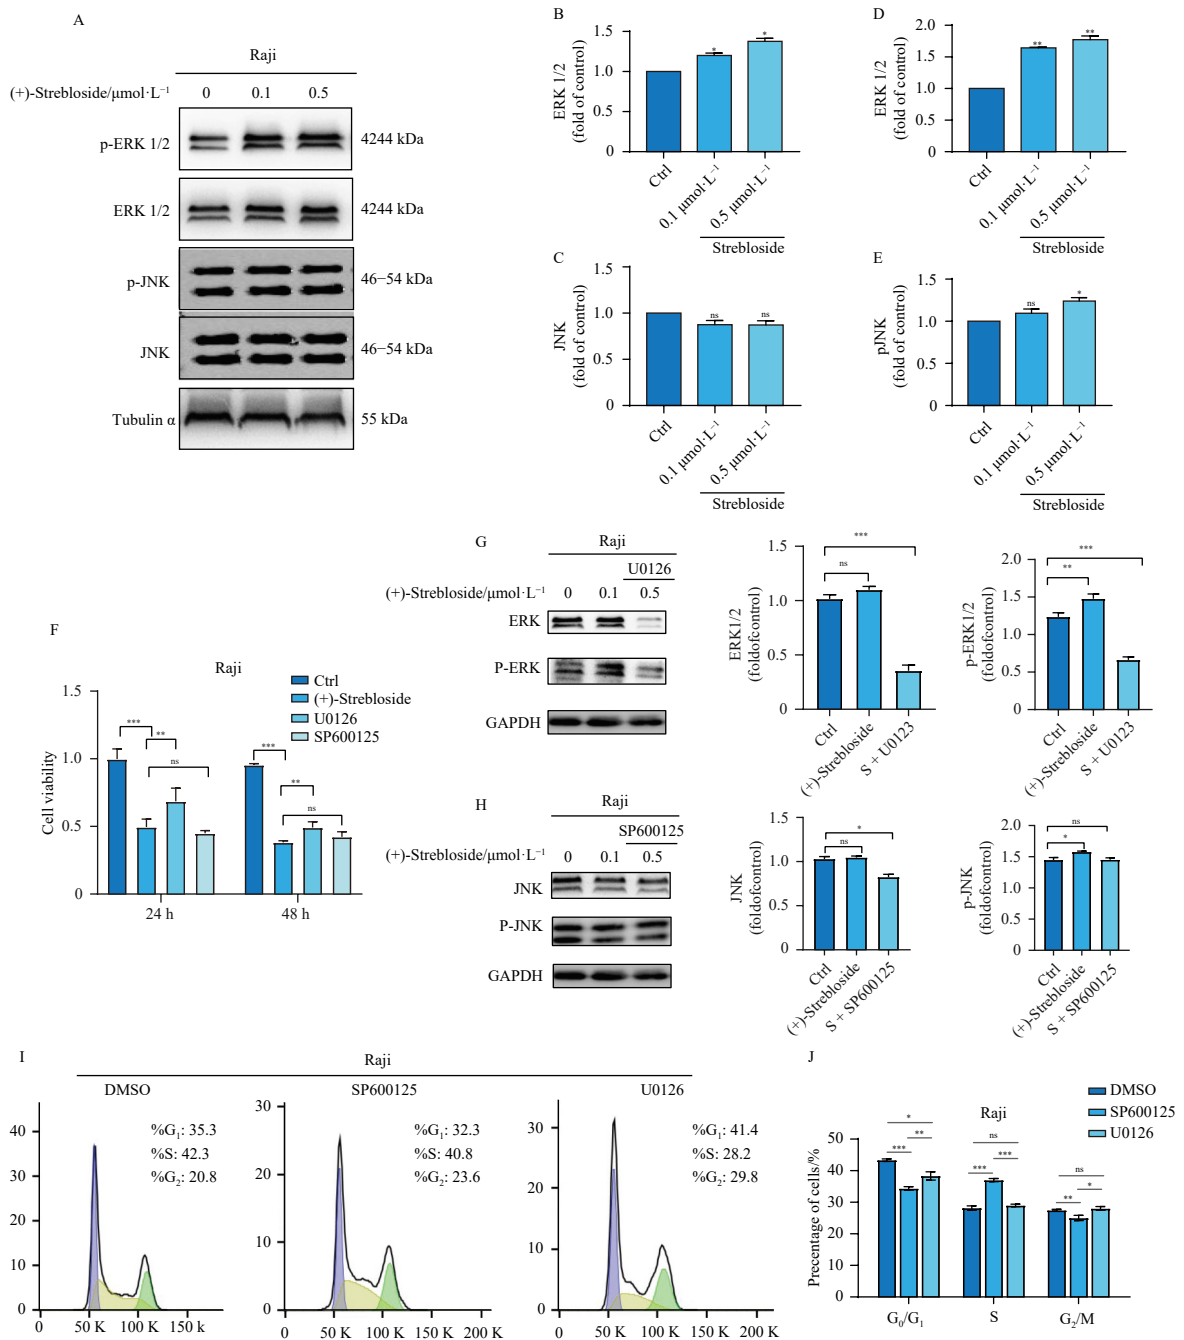 A
Raji
(+)-Strebloside/μmol·L⁻¹ 0 0.1 0.5
p-ERK 1/2 4244 kDa
ERK 1/2 4244 kDa
p-JNK 46−54 kDa
JNK 46−54 kDa
Tubulin α 55 kDa
B
ERK 1/2
(fold of control)
1.5
*
*
1.0
0.5
0
Ctrl
0.1 μmol·L⁻¹
0.5 μmol·L⁻¹
Strebloside
D
ERK 1/2
(fold of control)
2.0
**
**
1.5
1.0
0.5
0
Ctrl
0.1 μmol·L⁻¹
0.5 μmol·L⁻¹
Strebloside
C
JNK
(fold of control)
1.5
1.0
ns
ns
0.5
0
Ctrl
0.1 μmol·L⁻¹
0.5 μmol·L⁻¹
Strebloside
E
pJNK
(fold of control)
1.5
ns
*
1.0
0.5
0
Ctrl
0.1 μmol·L⁻¹
0.5 μmol·L⁻¹
Strebloside
F
Raji
Ctrl
(+)-Strebloside
U0126
SP600125
Cell viability
1.5
1.0
0.5
0
***
**
ns
***
**
ns
24 h
48 h
G
Raji
U0126
(+)-Strebloside/μmol·L⁻¹ 0 0.1 0.5
ERK
P-ERK
GAPDH
ERK1/2
(foldofcontrol)
1.5
1.0
0.5
0
***
ns
Ctrl
(+)-Strebloside
S + U0123
p-ERK1/2
(foldofcontrol)
2.0
1.5
1.0
0.5
0
***
**
Ctrl
(+)-Strebloside
S + U0123
H
Raji
SP600125
(+)-Strebloside/μmol·L⁻¹ 0 0.1 0.5
JNK
P-JNK
GAPDH
JNK
(foldofcontrol)
1.5
1.0
0.5
0
*
ns
Ctrl
(+)-Strebloside
S + SP600125
p-JNK
(foldofcontrol)
2.0
1.5
1.0
0.5
0
ns
*
Ctrl
(+)-Strebloside
S + SP600125
I
Raji
DMSO
40
30
20
10
0
%G₁: 35.3
%S: 42.3
%G₂: 20.8
0 50 K 100 K 150 k
SP600125
30
20
10
0
%G₁: 32.3
%S: 40.8
%G₂: 23.6
0 50 K 100 K 150 K 200 K
U0126
30
20
10
0
%G₁: 41.4
%S: 28.2
%G₂: 29.8
0 50 K 100 K 150 K 200 K
J
DMSO
SP600125
U0126
Raji
Precentage of cells/%
50
40
30
20
10
0
*
**
***
ns
***
***
ns
*
**
G₀/G₁
S
G₂/M